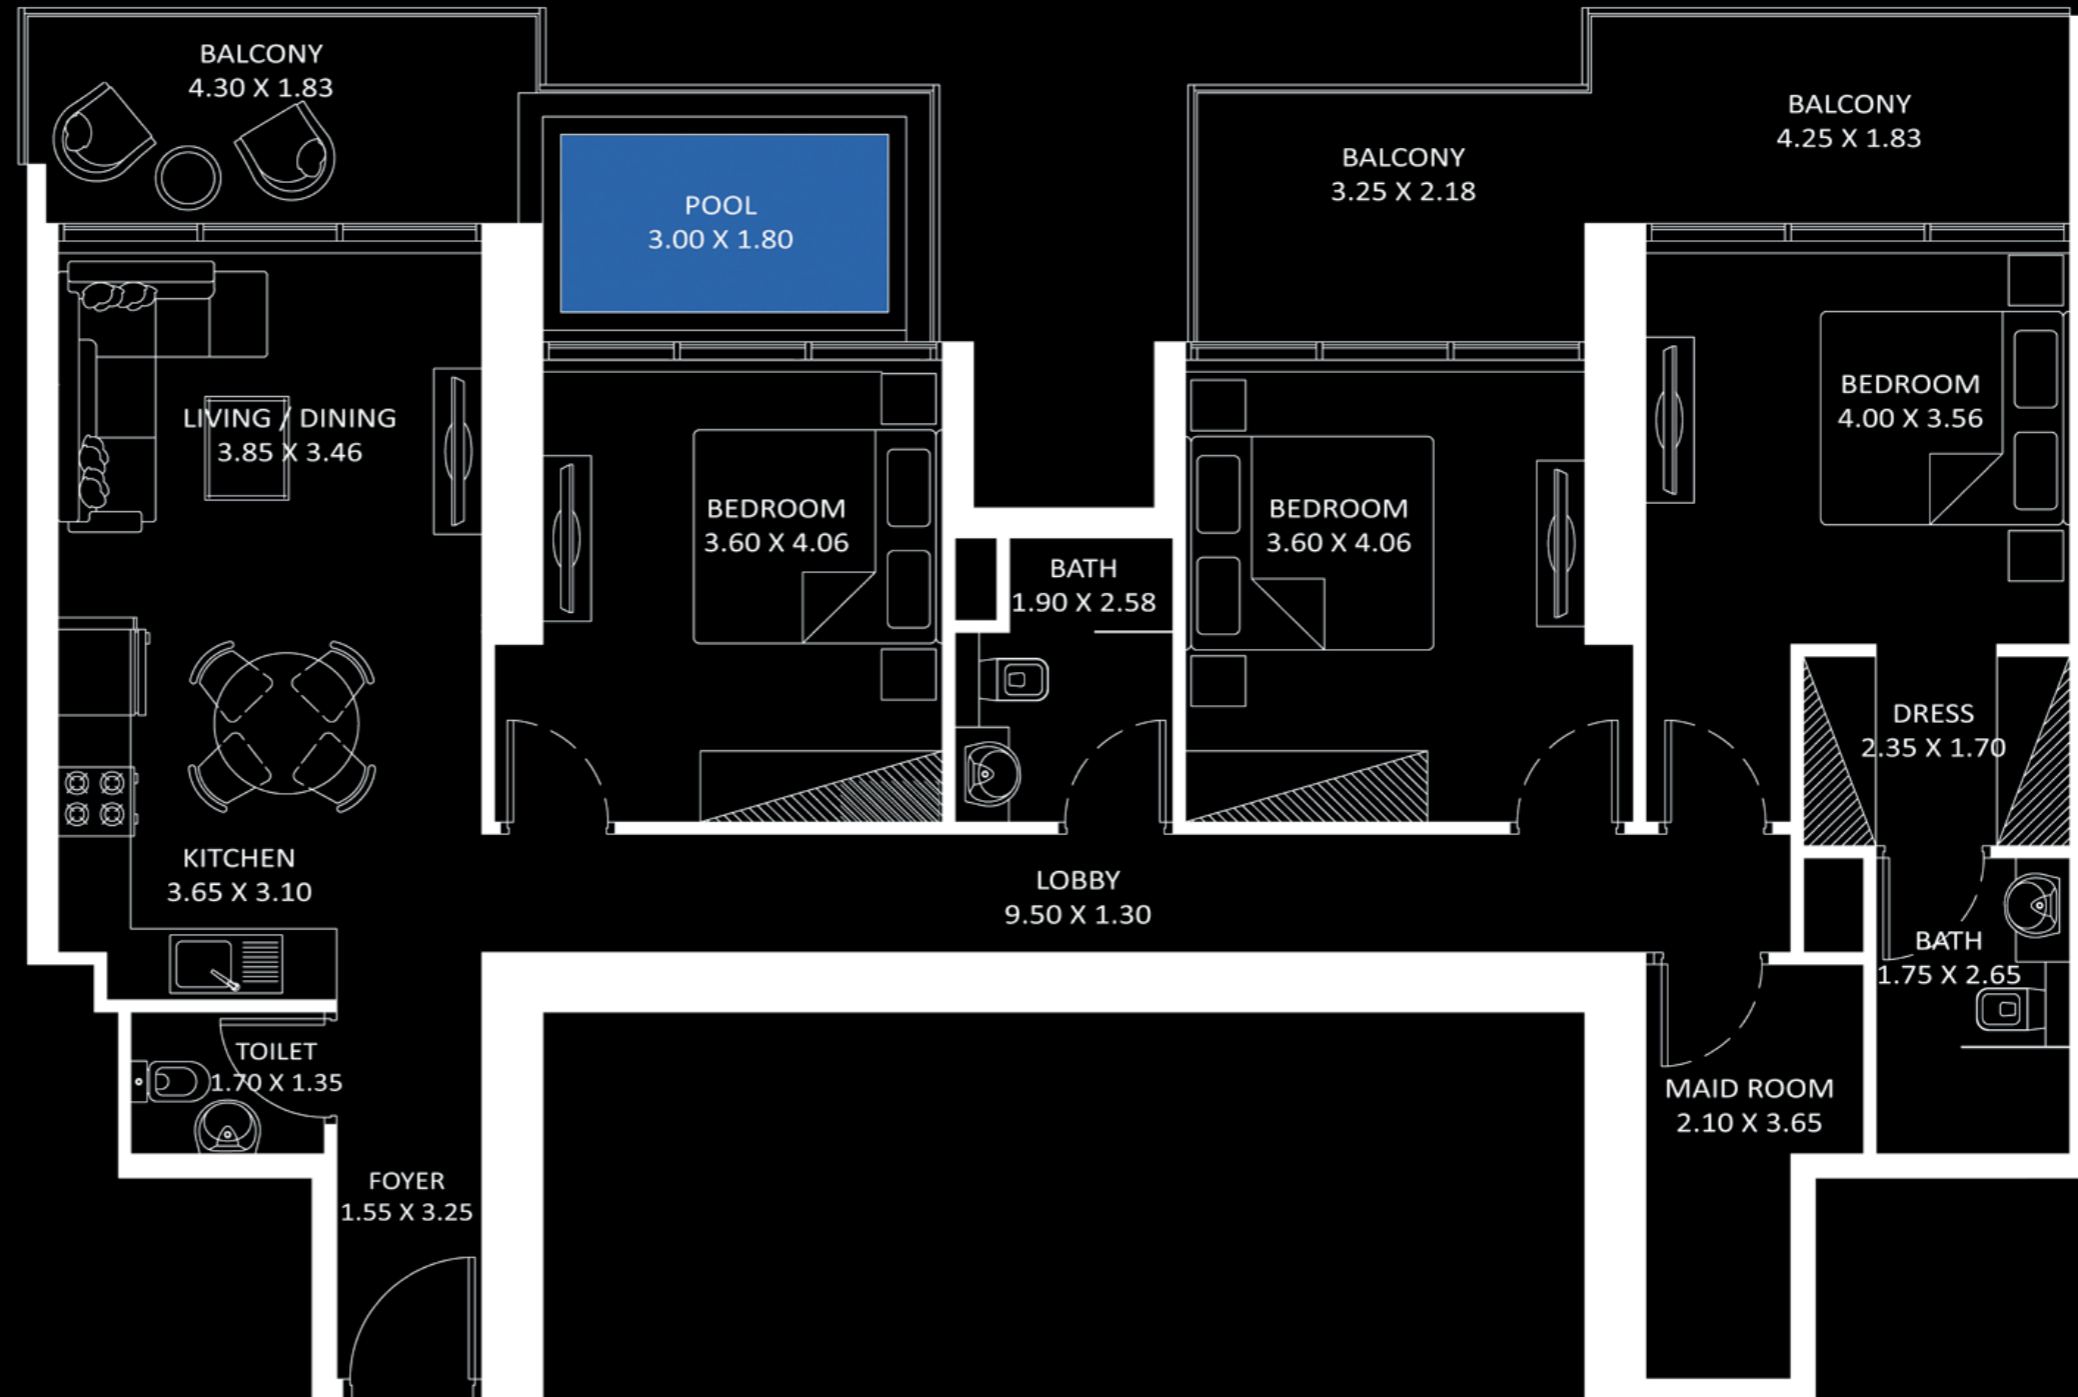 BALCONY
4.30 X 1.83
POOL
3.00 X 1.80
BALCONY
3.25 X 2.18
BALCONY
4.25 X 1.83
LIVING / DINING
3.85 X 3.46
BEDROOM
3.60 X 4.06
BATH
1.90 X 2.58
BEDROOM
3.60 X 4.06
BEDROOM
4.00 X 3.56
DRESS
2.35 X 1.70
KITCHEN
3.65 X 3.10
LOBBY
9.50 X 1.30
BATH
1.75 X 2.65
TOILET
1.70 X 1.35
MAID ROOM
2.10 X 3.65
FOYER
1.55 X 3.25